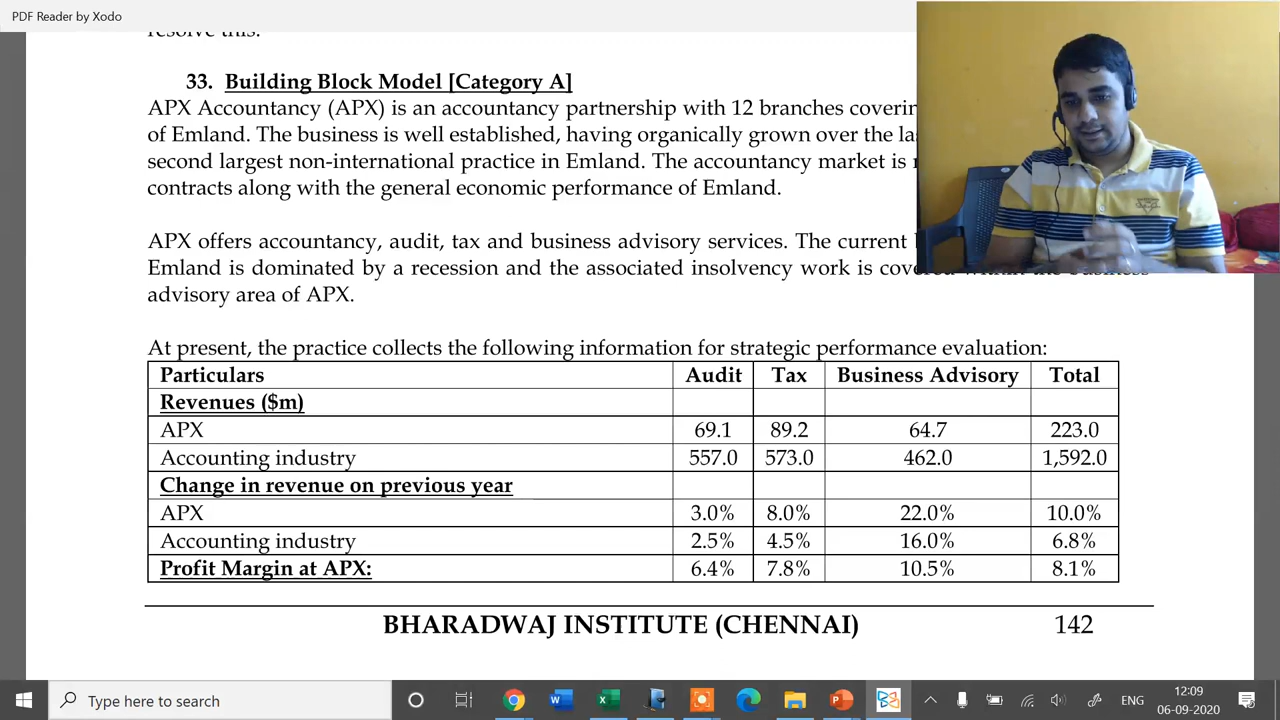 PDF Reader by Xodo
resolve this.
33. Building Block Model [Category A]
APX Accountancy (APX) is an accountancy partnership with 12 branches
of Emland. The business is well established, having organically grown over the
second largest non-international practice in Emland. The accountancy market is
contracts along with the general economic performance of Emland.
APX offers accountancy, audit, tax and business advisory services. The current
Emland is dominated by a recession and the associated insolvency work is covered within the business
advisory area of APX.
At present, the practice collects the following information for strategic performance evaluation:
Particulars Audit Tax Business Advisory Total
Revenues ($m)
APX 69.1 89.2 64.7 223.0
Accounting industry 557.0 573.0 462.0 1,592.0
Change in revenue on previous year
APX 3.0% 8.0% 22.0% 10.0%
Accounting industry 2.5% 4.5% 16.0% 6.8%
Profit Margin at APX: 6.4% 7.8% 10.5% 8.1%
BHARADWAJ INSTITUTE (CHENNAI) 142
Type here to search
ENG
12:09
06-09-2020